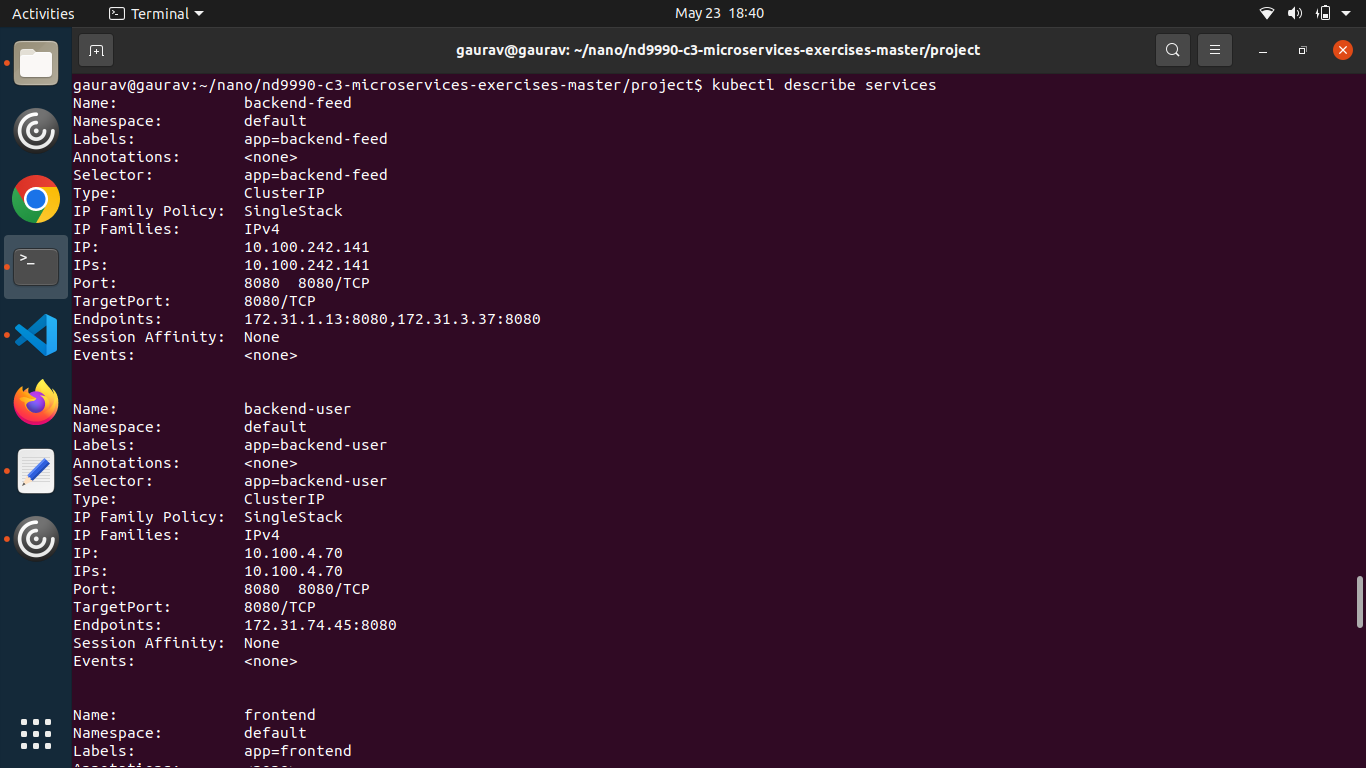 Activities Terminal May 23 18:40
gaurav@gaurav: ~/nano/nd9990-c3-microservices-exercises-master/project
gaurav@gaurav:~/nano/nd9990-c3-microservices-exercises-master/project$ kubectl describe services
Name: backend-feed
Namespace: default
Labels: app=backend-feed
Annotations: <none>
Selector: app=backend-feed
Type: ClusterIP
IP Family Policy: SingleStack
IP Families: IPv4
IP: 10.100.242.141
IPs: 10.100.242.141
Port: 8080 8080/TCP
TargetPort: 8080/TCP
Endpoints: 172.31.1.13:8080,172.31.3.37:8080
Session Affinity: None
Events: <none>
Name: backend-user
Namespace: default
Labels: app=backend-user
Annotations: <none>
Selector: app=backend-user
Type: ClusterIP
IP Family Policy: SingleStack
IP Families: IPv4
IP: 10.100.4.70
IPs: 10.100.4.70
Port: 8080 8080/TCP
TargetPort: 8080/TCP
Endpoints: 172.31.74.45:8080
Session Affinity: None
Events: <none>
Name: frontend
Namespace: default
Labels: app=frontend